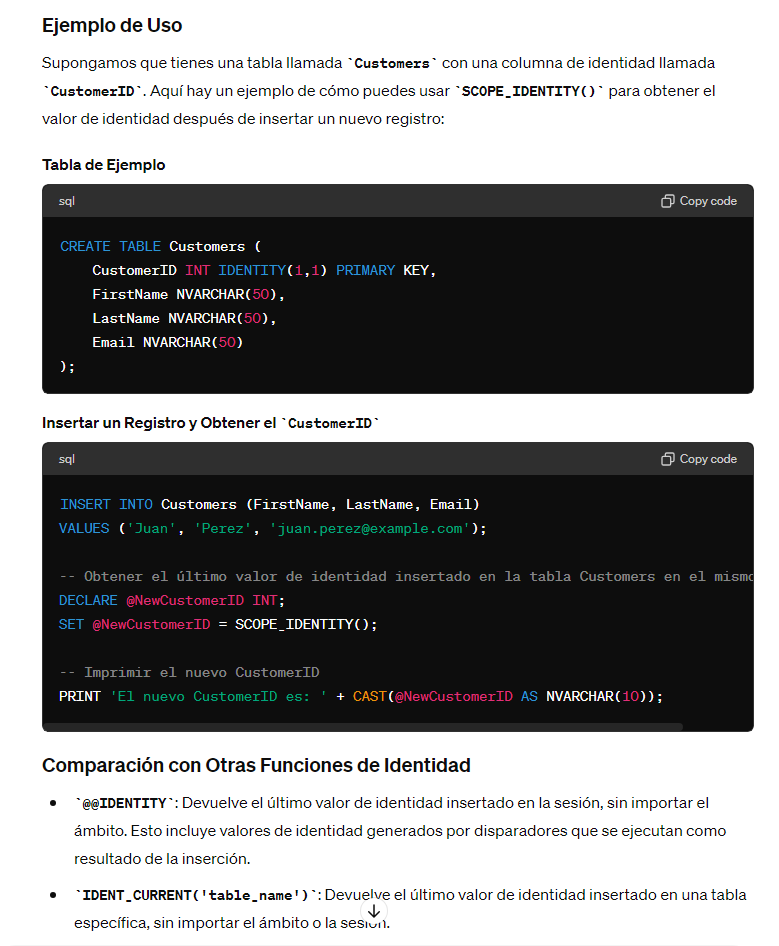 Ejemplo de Uso
Supongamos que tienes una tabla llamada `Customers` con una columna de identidad llamada
`CustomerID`. Aquí hay un ejemplo de cómo puedes usar `SCOPE_IDENTITY()` para obtener el
valor de identidad después de insertar un nuevo registro:
Tabla de Ejemplo
sql Copy code
CREATE TABLE Customers (
    CustomerID INT IDENTITY(1,1) PRIMARY KEY,
    FirstName NVARCHAR(50),
    LastName NVARCHAR(50),
    Email NVARCHAR(50)
);
Insertar un Registro y Obtener el `CustomerID`
sql Copy code
INSERT INTO Customers (FirstName, LastName, Email)
VALUES ('Juan', 'Perez', 'juan.perez@example.com');
-- Obtener el último valor de identidad insertado en la tabla Customers en el mismo
DECLARE @NewCustomerID INT;
SET @NewCustomerID = SCOPE_IDENTITY();
-- Imprimir el nuevo CustomerID
PRINT 'El nuevo CustomerID es: ' + CAST(@NewCustomerID AS NVARCHAR(10));
Comparación con Otras Funciones de Identidad
• `@@IDENTITY`: Devuelve el último valor de identidad insertado en la sesión, sin importar el
ámbito. Esto incluye valores de identidad generados por disparadores que se ejecutan como
resultado de la inserción.
• `IDENT_CURRENT('table_name')`: Devuelve el último valor de identidad insertado en una tabla
específica, sin importar el ámbito o la sesión.